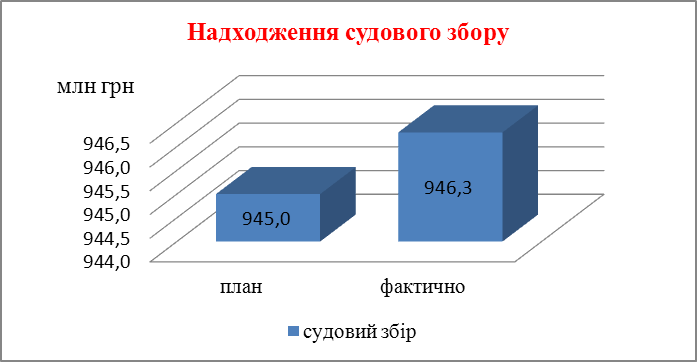 Надходження судового збору
млн грн
946,5
946,0
945,5
945,0
944,5
944,0
945,0
946,3
план
фактично
судовий збір